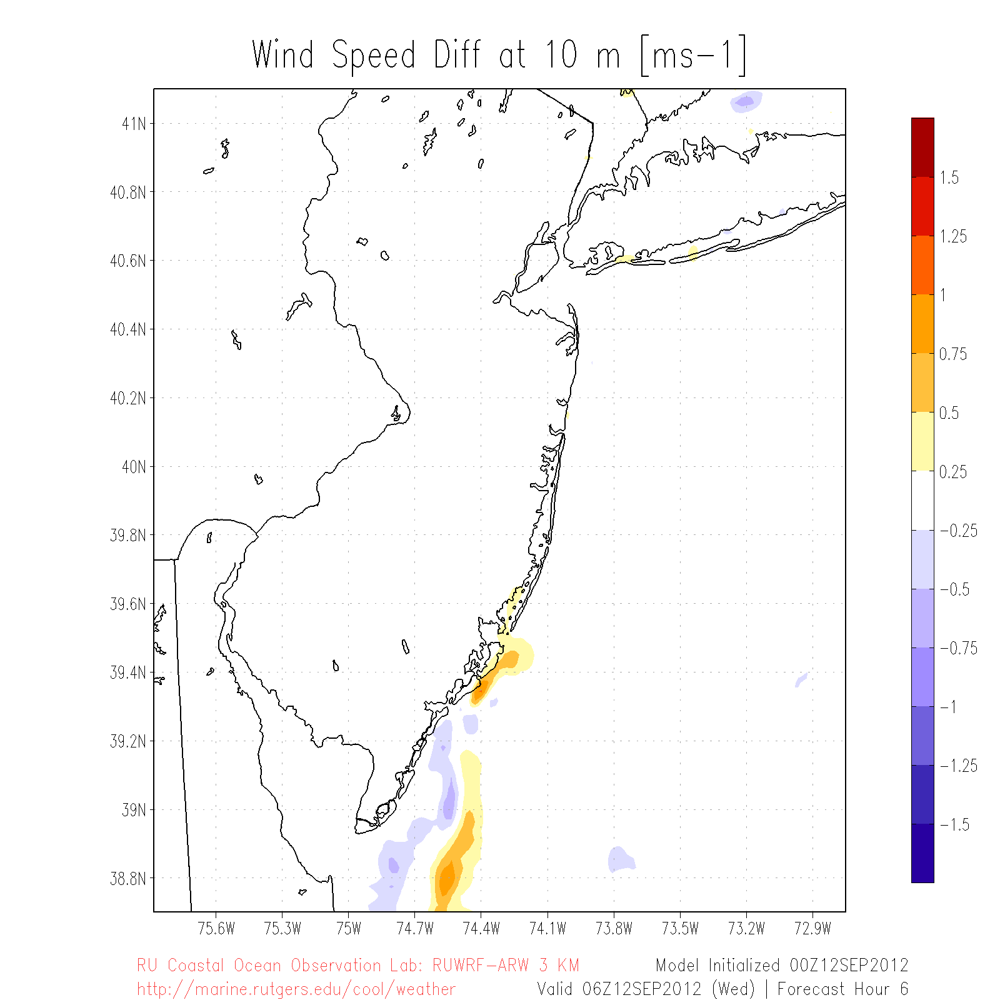 Wind Speed Diff at 10 m [ms-1]
41N
40.8N
40.6N
40.4N
40.2N
40N
39.8N
39.6N
39.4N
39.2N
39N
38.8N
75.6W 75.3W 75W 74.7W 74.4W 74.1W 73.8W 73.5W 73.2W 72.9W
1.5
1.25
1
0.75
0.5
0.25
-0.25
-0.5
-0.75
-1
-1.25
-1.5
RU Coastal Ocean Observation Lab: RUWRF-ARW 3 KM
http://marine.rutgers.edu/cool/weather
Model Initialized 00Z12SEP2012
Valid 06Z12SEP2012 (Wed) | Forecast Hour 6